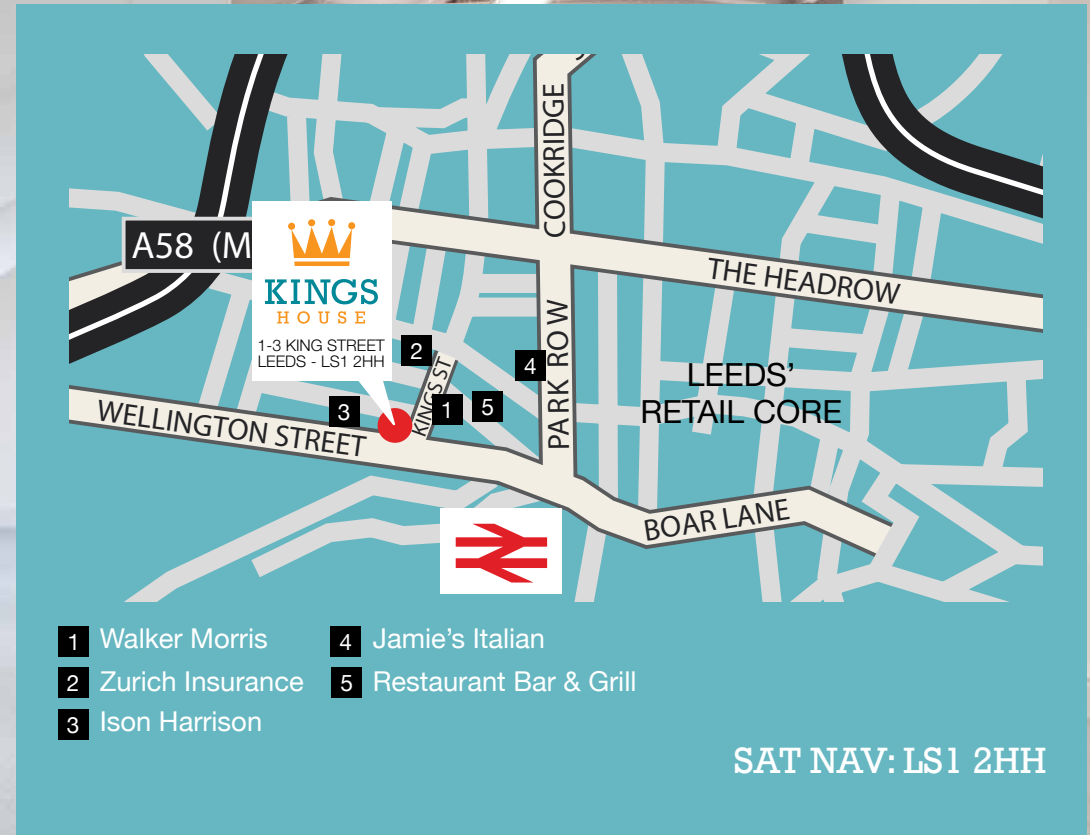 COOKRIDGE
A58 (M
KINGS
HOUSE
1-3 KING STREET
LEEDS - LS1 2HH
THE HEADROW
PARK ROW
KINGS ST
2
4
1
5
3
LEEDS'
RETAIL CORE
WELLINGTON STREET
BOAR LANE
1 Walker Morris
2 Zurich Insurance
3 Ison Harrison
4 Jamie's Italian
5 Restaurant Bar & Grill
SAT NAV: LS1 2HH